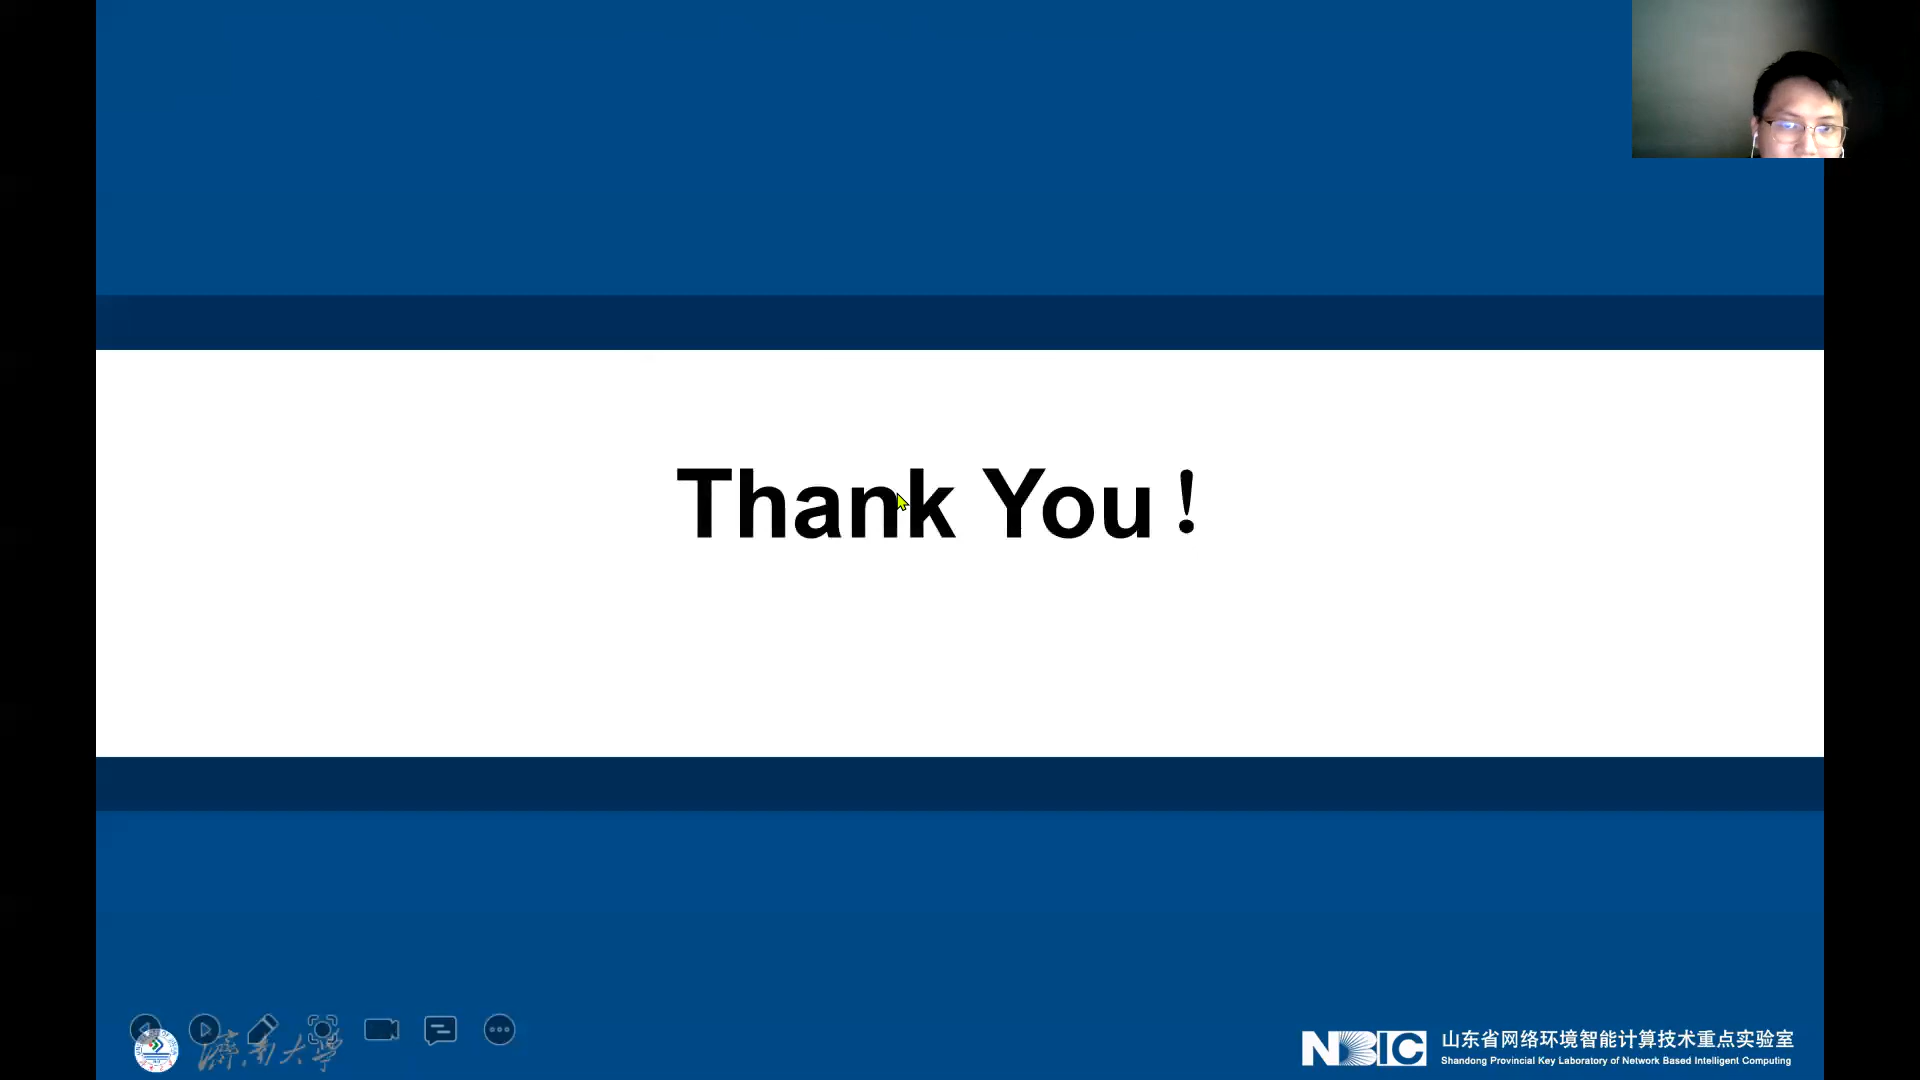 Thank You！
濟南大学
NBIC
山东省网络环境智能计算技术重点实验室
Shandong Provincial Key Laboratory of Network Based Intelligent Computing